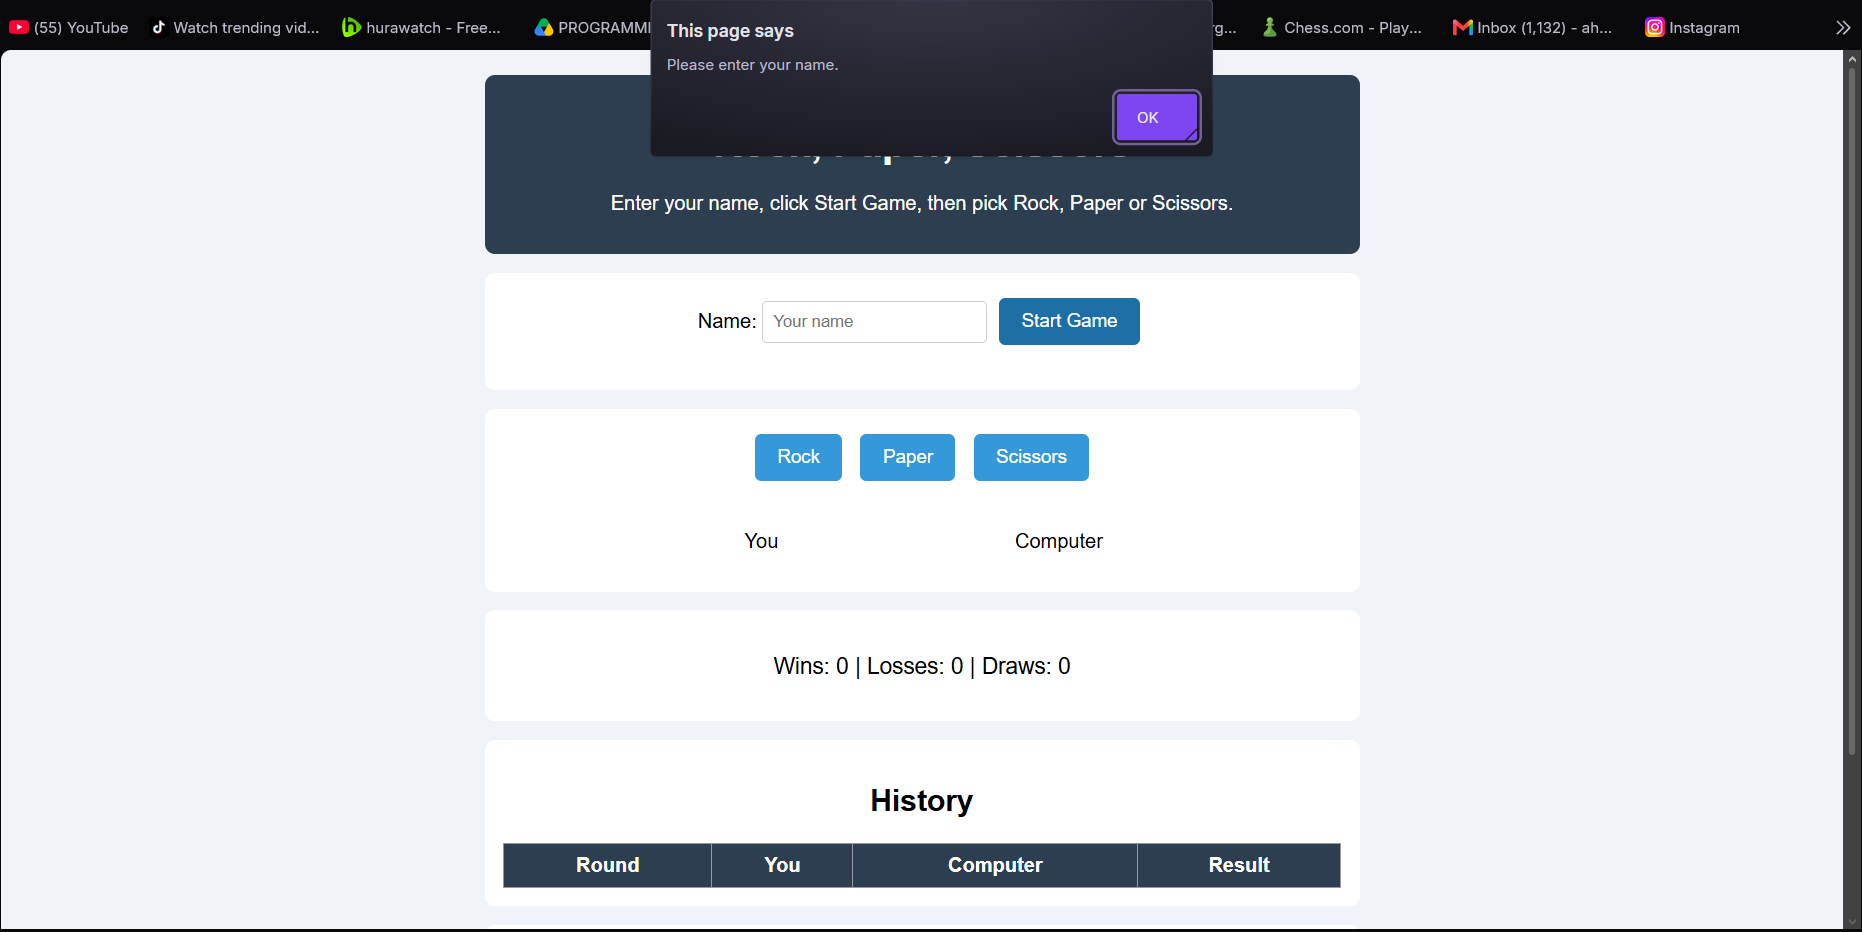 (55) YouTube
Watch trending vid...
hurawatch - Free...
rg...
Chess.com - Play...
Inbox (1,132) - ah...
Instagram
This page says
Please enter your name.
OK
Enter your name, click Start Game, then pick Rock, Paper or Scissors.
Name: Your name Start Game
Rock Paper Scissors
You Computer
Wins: 0 | Losses: 0 | Draws: 0
History
Round You Computer Result